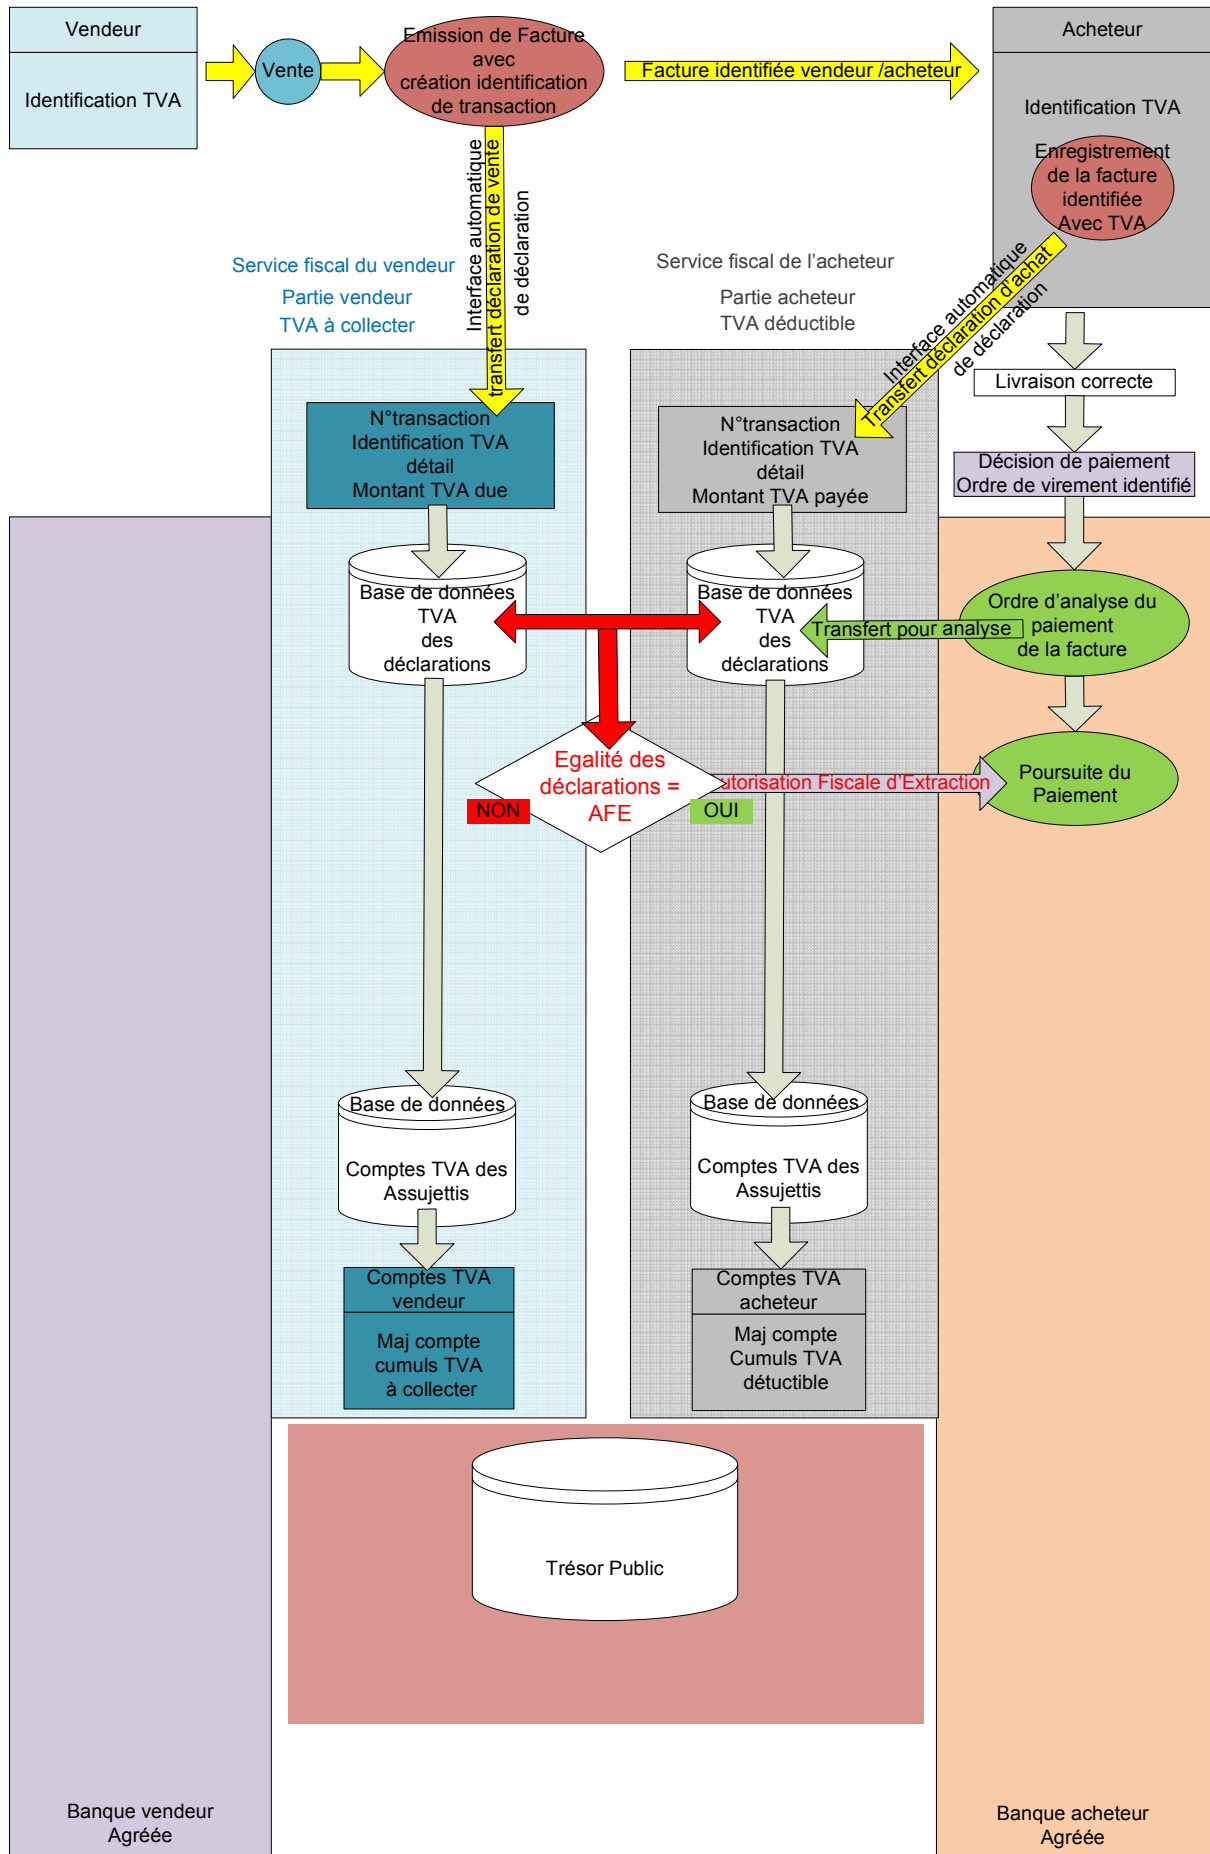 Vendeur
Identification TVA
Vente
Emission de Facture
avec
création identification
de transaction
Facture identifiée vendeur /acheteur
Acheteur
Identification TVA
Enregistrement
de la facture
identifiée
Avec TVA
Interface automatique
transfert déclaration de vente
de déclaration
Service fiscal du vendeur
Partie vendeur
TVA à collecter
Service fiscal de l’acheteur
Partie acheteur
TVA déductible
Interface automatique
Transfert déclaration d’achat
de déclaration
Livraison correcte
Décision de paiement
Ordre de virement identifié
N°transaction
Identification TVA
détail
Montant TVA due
N°transaction
Identification TVA
détail
Montant TVA payée
Base de données
TVA
des
déclarations
Base de données
TVA
des
déclarations
Transfert pour analyse
Ordre d’analyse du
paiement
de la facture
Egalité des
déclarations =
AFE
NON
OUI
utorisation Fiscale d’Extraction
Poursuite du
Paiement
Base de données
Comptes TVA des
Assujettis
Base de données
Comptes TVA des
Assujettis
Comptes TVA
vendeur
Maj compte
cumuls TVA
à collecter
Comptes TVA
acheteur
Maj compte
Cumuls TVA
détuctible
Trésor Public
Banque vendeur
Agréée
Banque acheteur
Agréée